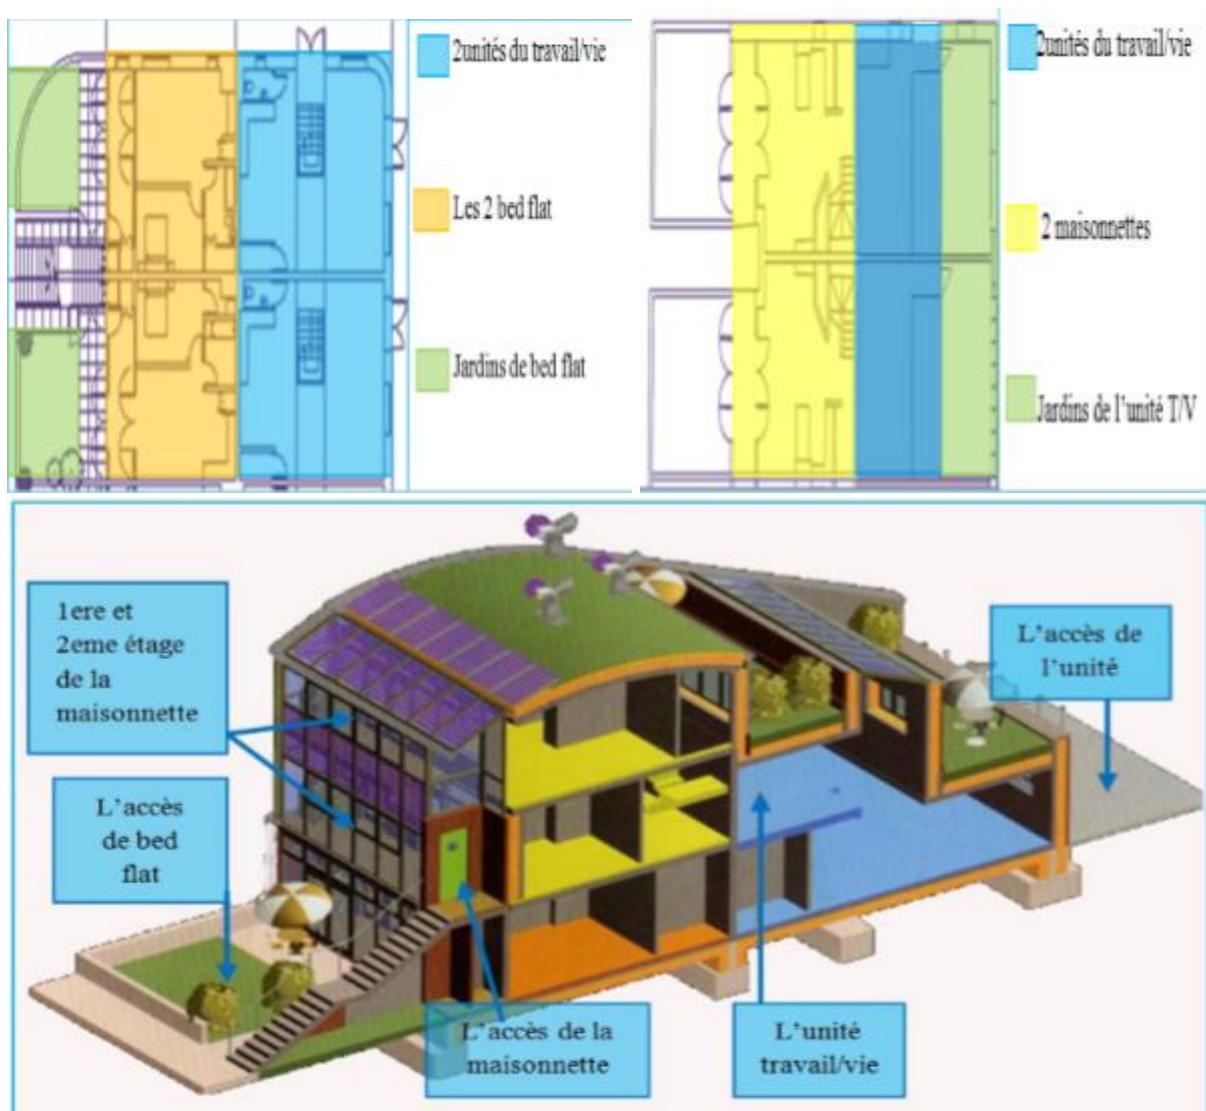 2unités du travail/vie
Les 2 bed flat
Jardins de bed flat
2unités du travail/vie
2 maisonnettes
Jardins de l'unité T/V
1ere et
2eme étage
de la
maisonnette
L'accès
de bed
flat
L'accès de
l'unité
L'accès de la
maisonnette
L'unité
travail/vie